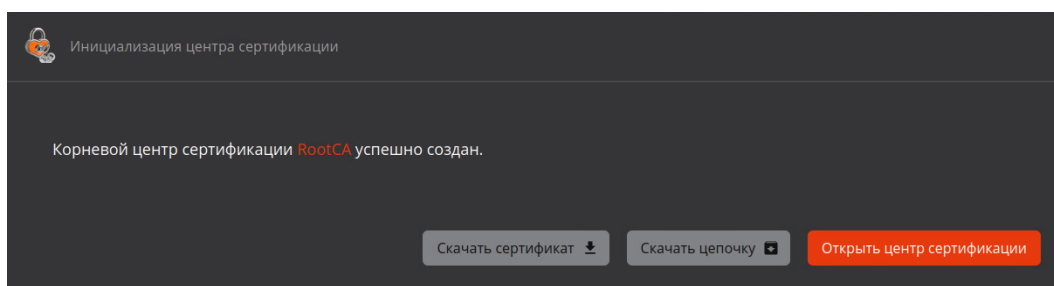 Инициализация центра сертификации
Корневой центр сертификации RootCA успешно создан.
Скачать сертификат
Скачать цепочку
Открыть центр сертификации